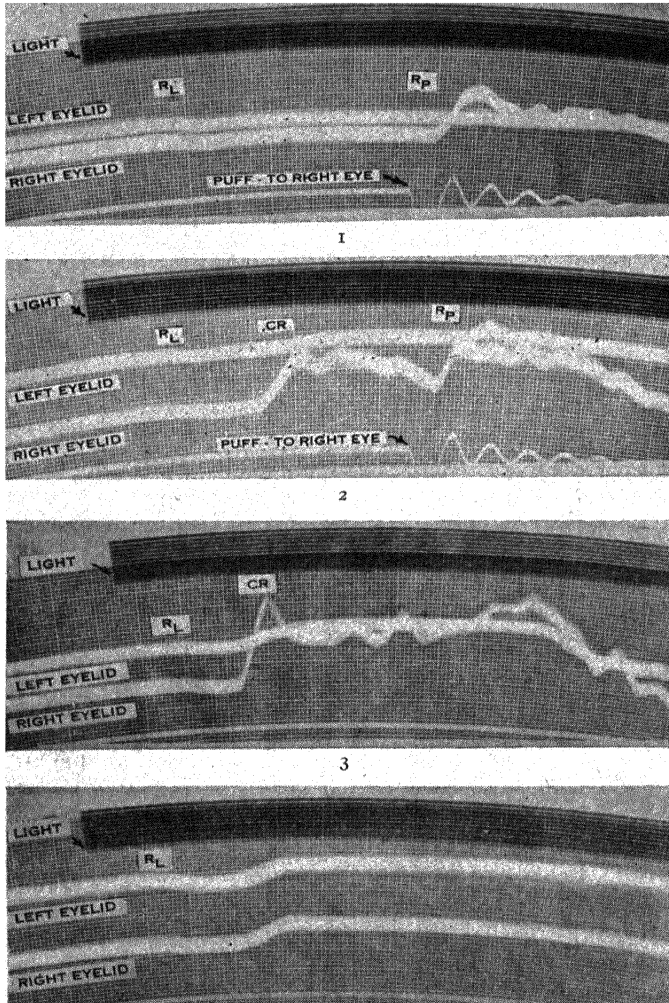 LIGHT
RL
RP
LEFT EYELID
RIGHT EYELID
PUFF - TO RIGHT EYE
1
LIGHT
RL
CR
RP
LEFT EYELID
RIGHT EYELID
PUFF - TO RIGHT EYE
2
LIGHT
CR
RL
LEFT EYELID
RIGHT EYELID
3
LIGHT
RL
LEFT EYELID
RIGHT EYELID